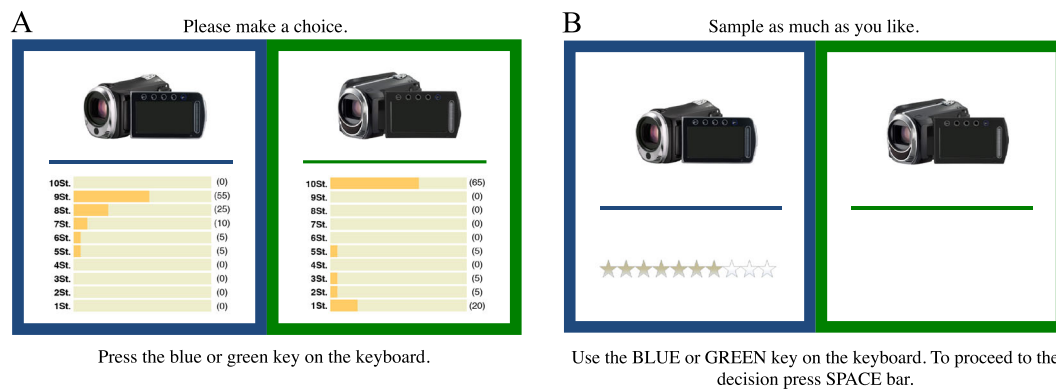 A
Please make a choice.
10St. (0)
9St. (55)
8St. (25)
7St. (10)
6St. (5)
5St. (5)
4St. (0)
3St. (0)
2St. (0)
1St. (0)
10St. (65)
9St. (0)
8St. (0)
7St. (0)
6St. (0)
5St. (5)
4St. (0)
3St. (5)
2St. (5)
1St. (20)
Press the blue or green key on the keyboard.
B
Sample as much as you like.
Use the BLUE or GREEN key on the keyboard. To proceed to the
decision press SPACE bar.